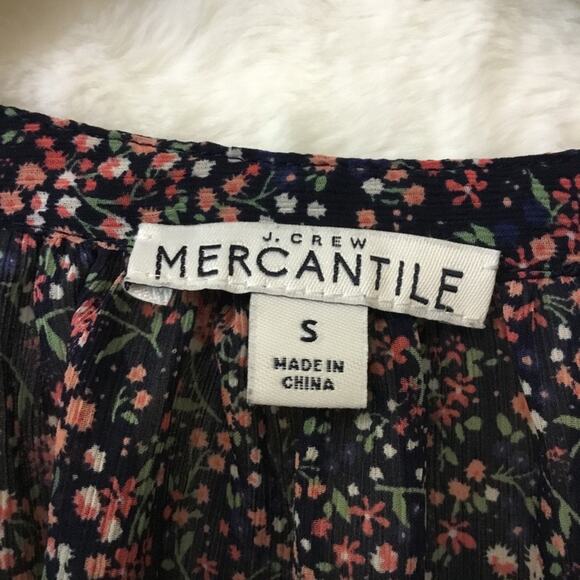 J. CREW
MERCANTILE
S
MADE IN
CHINA